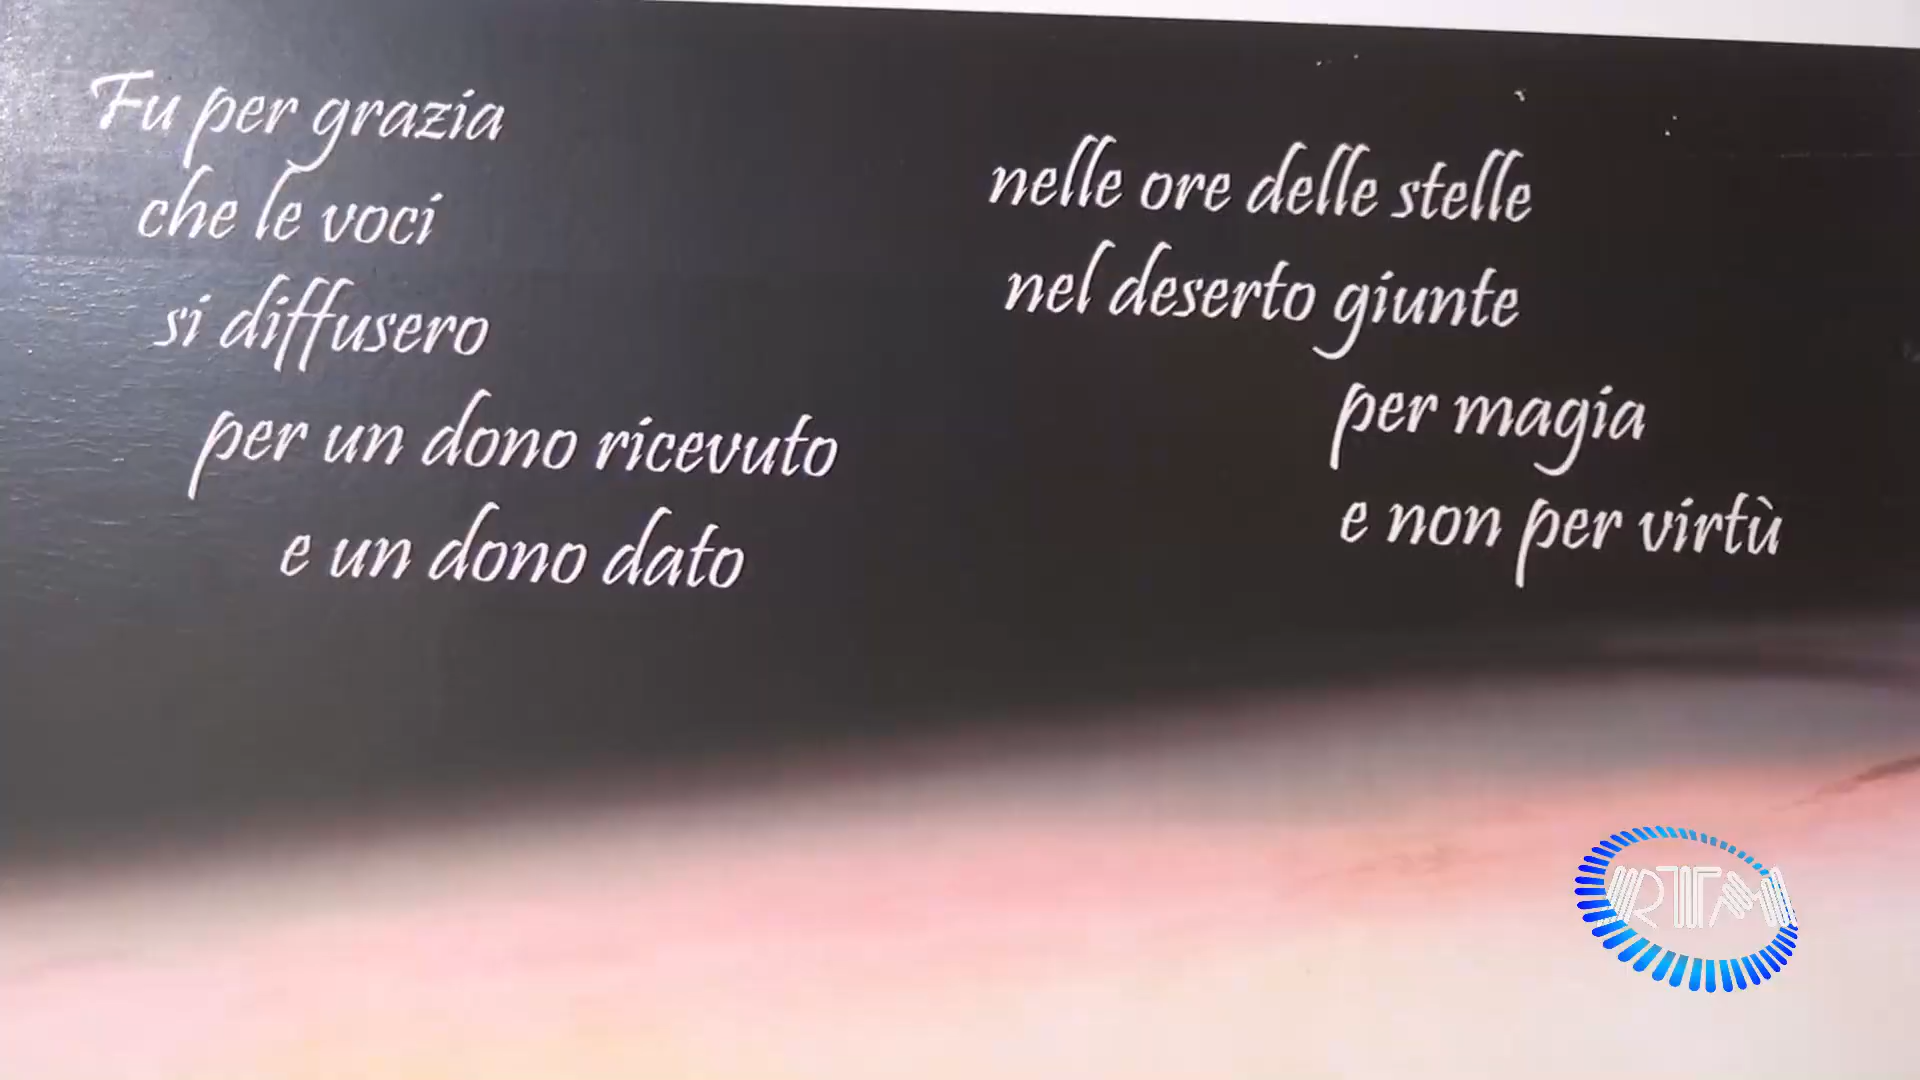 Fu per grazia
che le voci
si diffusero
per un dono ricevuto
e un dono dato
nelle ore delle stelle
nel deserto giunte
per magia
e non per virtù
RTM